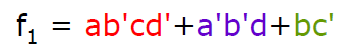 f₁ = ab'cd'+a'b'd+bc'